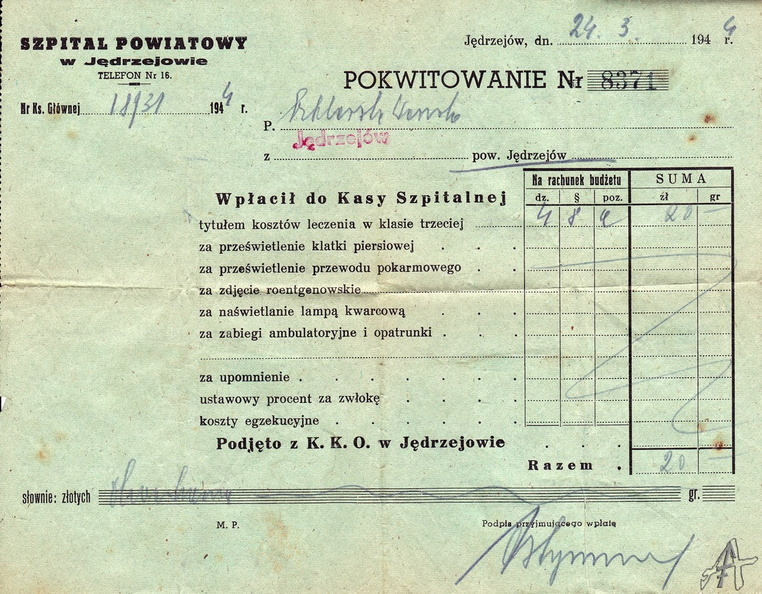 SZPITAL POWIATOWY
w Jędrzejowie
TELEFON Nr 16.
Nr Ks. Głównej 18/31 1944 r.
Jędrzejów, dn. 24. 3. 1944 r.
POKWITOWANIE Nr 8371
P.
Jędrzejów
z pow. Jędrzejów
Wpłacił do Kasy Szpitalnej
Na rachunek budżetu SUMA
dz. § poz. zł gr
tytułem kosztów leczenia w klasie trzeciej 4 8 a 20 —
za prześwietlenie klatki piersiowej . . .
za prześwietlenie przewodu pokarmowego . .
za zdjęcie roentgenowskie
za naświetlanie lampą kwarcową . . .
za zabiegi ambulatoryjne i opatrunki . . .
za upomnienie . . . . . .
ustawowy procent za zwłokę . . . .
koszty egzekucyjne . . . . .
Podjęto z K. K. O. w Jędrzejowie . . .
Razem . 20 —
słownie: złotych gr.
M. P.
Podpis przyjmującego wpłatę